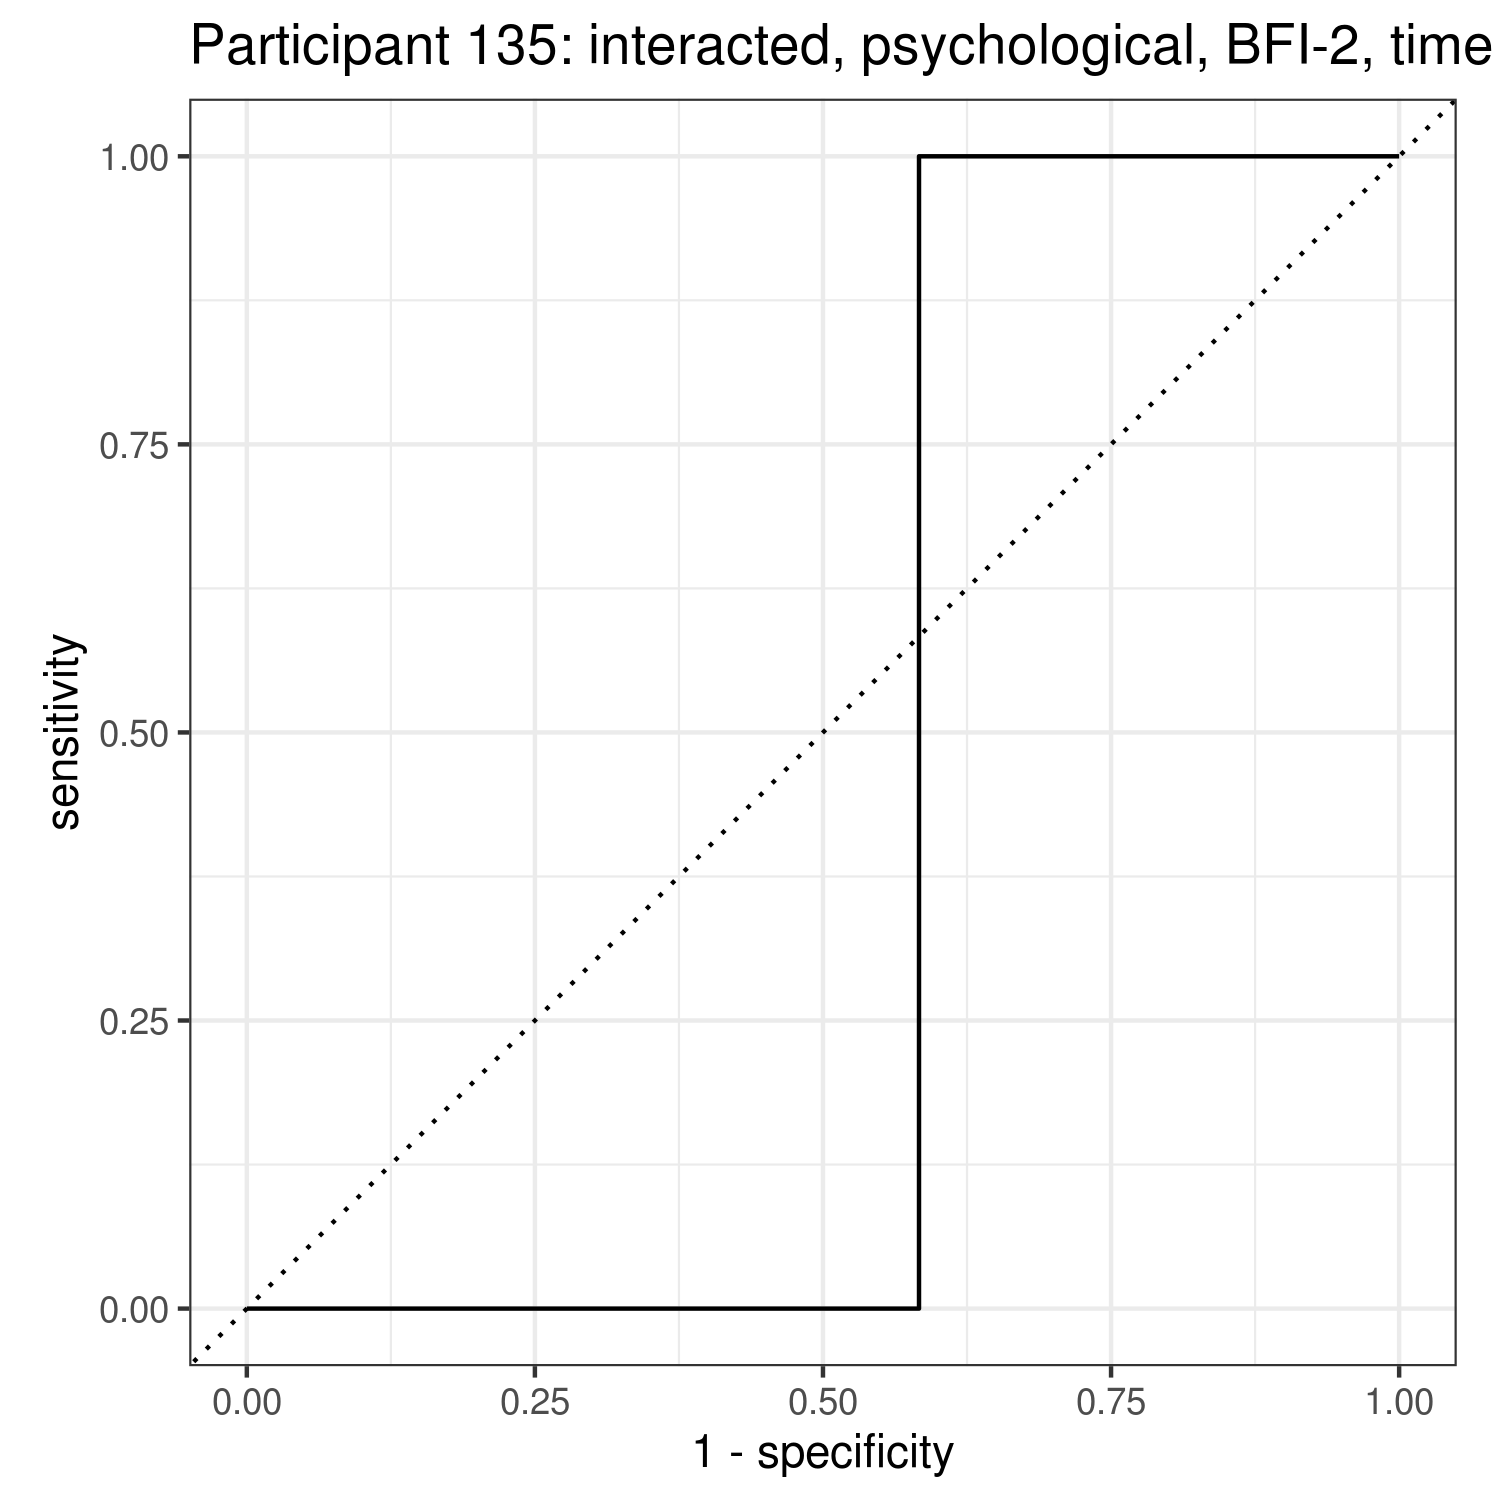 Participant 135: interacted, psychological, BFI-2, time
1.00
0.75
0.50
0.25
0.00
sensitivity
0.00 0.25 0.50 0.75 1.00
1 - specificity